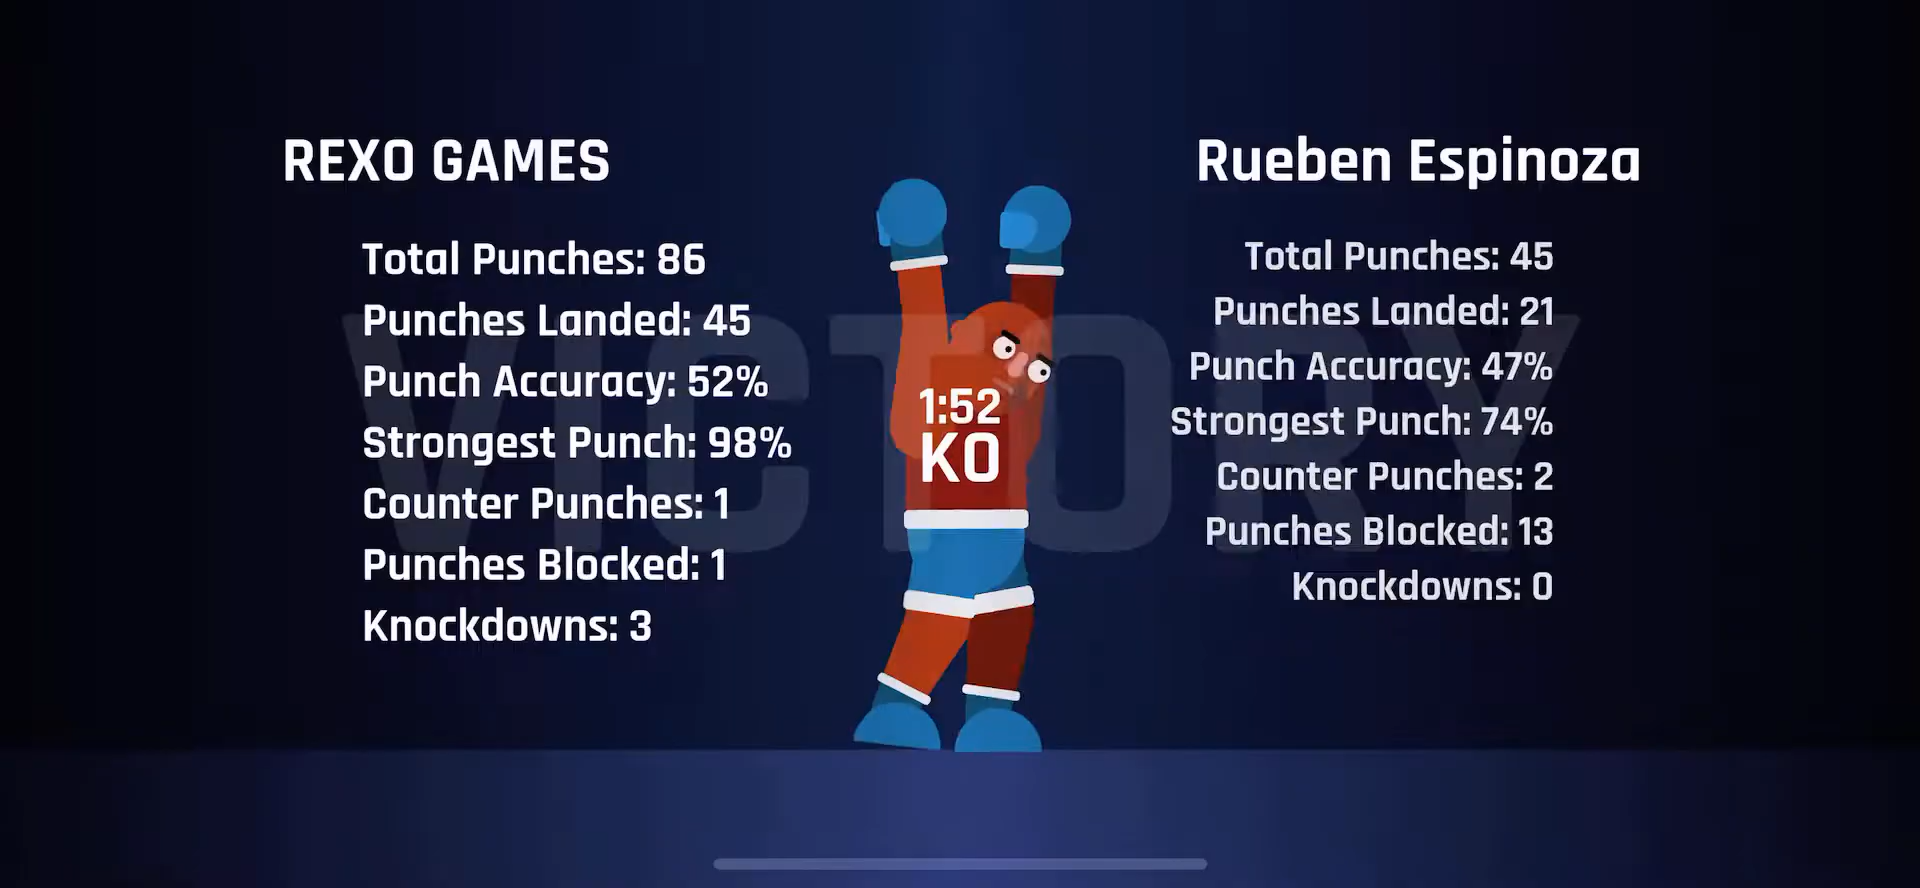 REXO GAMES
Total Punches: 86
Punches Landed: 45
Punch Accuracy: 52%
Strongest Punch: 98%
Counter Punches: 1
Punches Blocked: 1
Knockdowns: 3
VICTORY
1:52
KO
Rueben Espinoza
Total Punches: 45
Punches Landed: 21
Punch Accuracy: 47%
Strongest Punch: 74%
Counter Punches: 2
Punches Blocked: 13
Knockdowns: 0